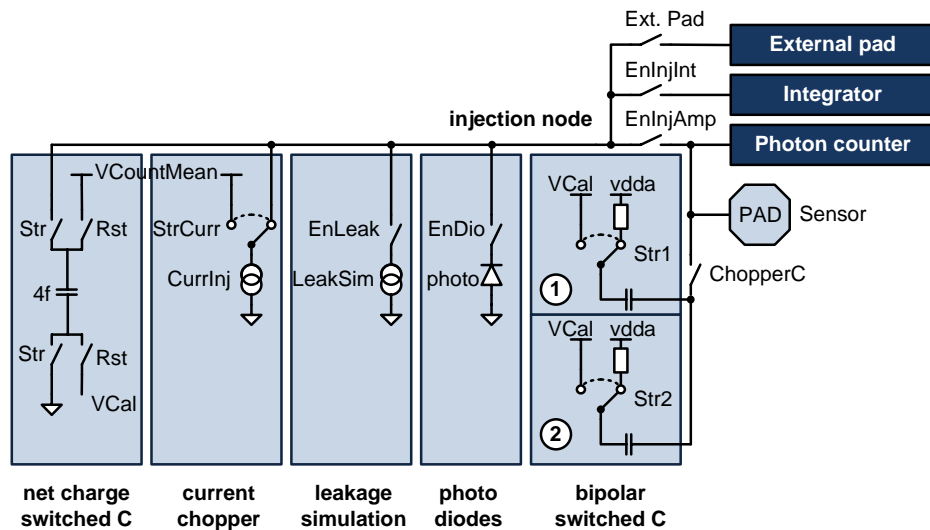 Ext. Pad
External pad
EnInjInt
Integrator
injection node
EnInjAmp
Photon counter
VCountMean
Str
Rst
StrCurr
EnLeak
EnDio
VCal
vdda
Str1
PAD
Sensor
ChopperC
CurrInj
LeakSim
photo
1
4f
VCal
vdda
Str
Rst
Str2
VCal
2
net charge
switched C
current
chopper
leakage
simulation
photo
diodes
bipolar
switched C